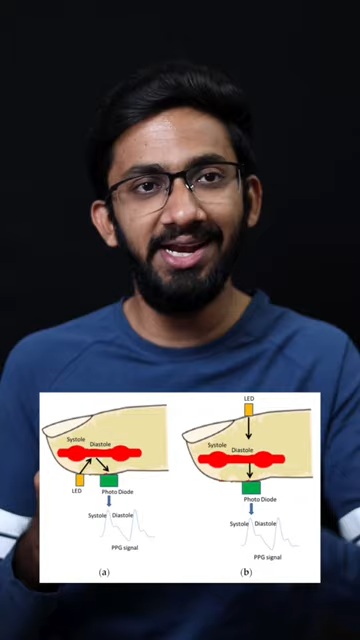 LED
Systole
Diastole
LED
Photo Diode
Systole
Diastole
PPG signal
(a)
Systole
Diastole
Photo Diode
Systole
Diastole
PPG signal
(b)